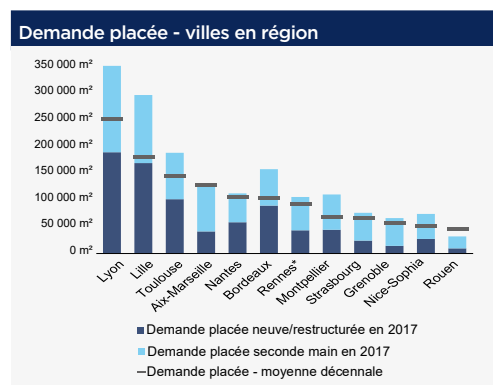 Demande placée - villes en région
350 000 m²
300 000 m²
250 000 m²
200 000 m²
150 000 m²
100 000 m²
50 000 m²
0 m²
Lyon
Lille
Toulouse
Aix-Marseille
Nantes
Bordeaux
Rennes*
Montpellier
Strasbourg
Grenoble
Nice-Sophia
Rouen
Demande placée neuve/restructurée en 2017
Demande placée seconde main en 2017
Demande placée - moyenne décennale